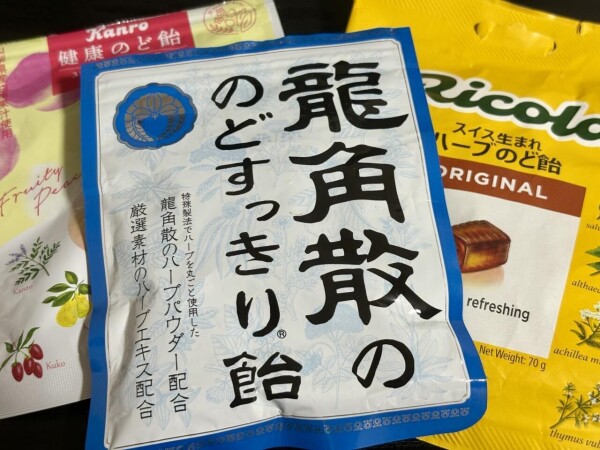 Kanro
健康のど飴
Fruity
Kanzo
Kuko
龍角散の
のどすっきり®飴
特殊製法でハーブを丸ごと使用した
龍角散のハーブパウダー配合
厳選素材のハーブエキス配合
Ricola
スイス生まれ
ハーブのど飴
ORIGINAL
refreshing
Net Weight: 70 g
althaea
achillea
thymus